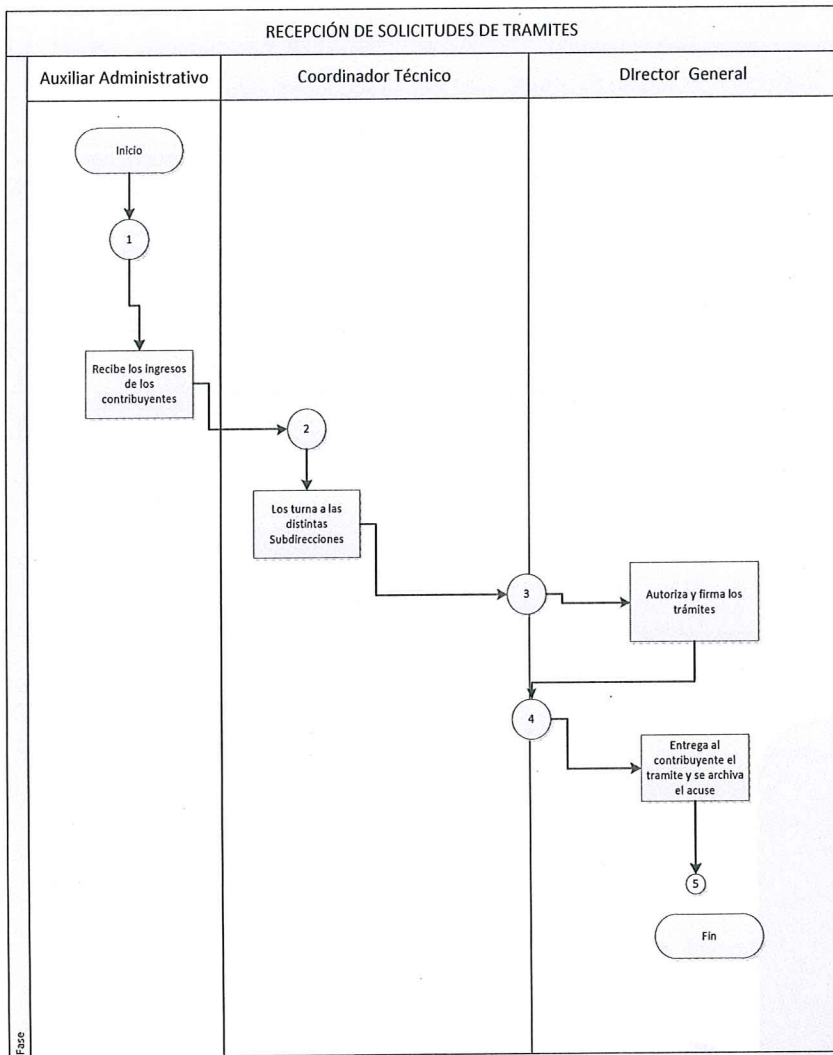 RECEPCIÓN DE SOLICITUDES DE TRAMITES
Auxiliar Administrativo
Coordinador Técnico
DIrector General
Inicio
1
Recibe los ingresos
de los
contribuyentes
2
Los turna a las
distintas
Subdirecciones
3
Autoriza y firma los
trámites
4
Entrega al
contribuyente el
tramite y se archiva
el acuse
5
Fin
Fase